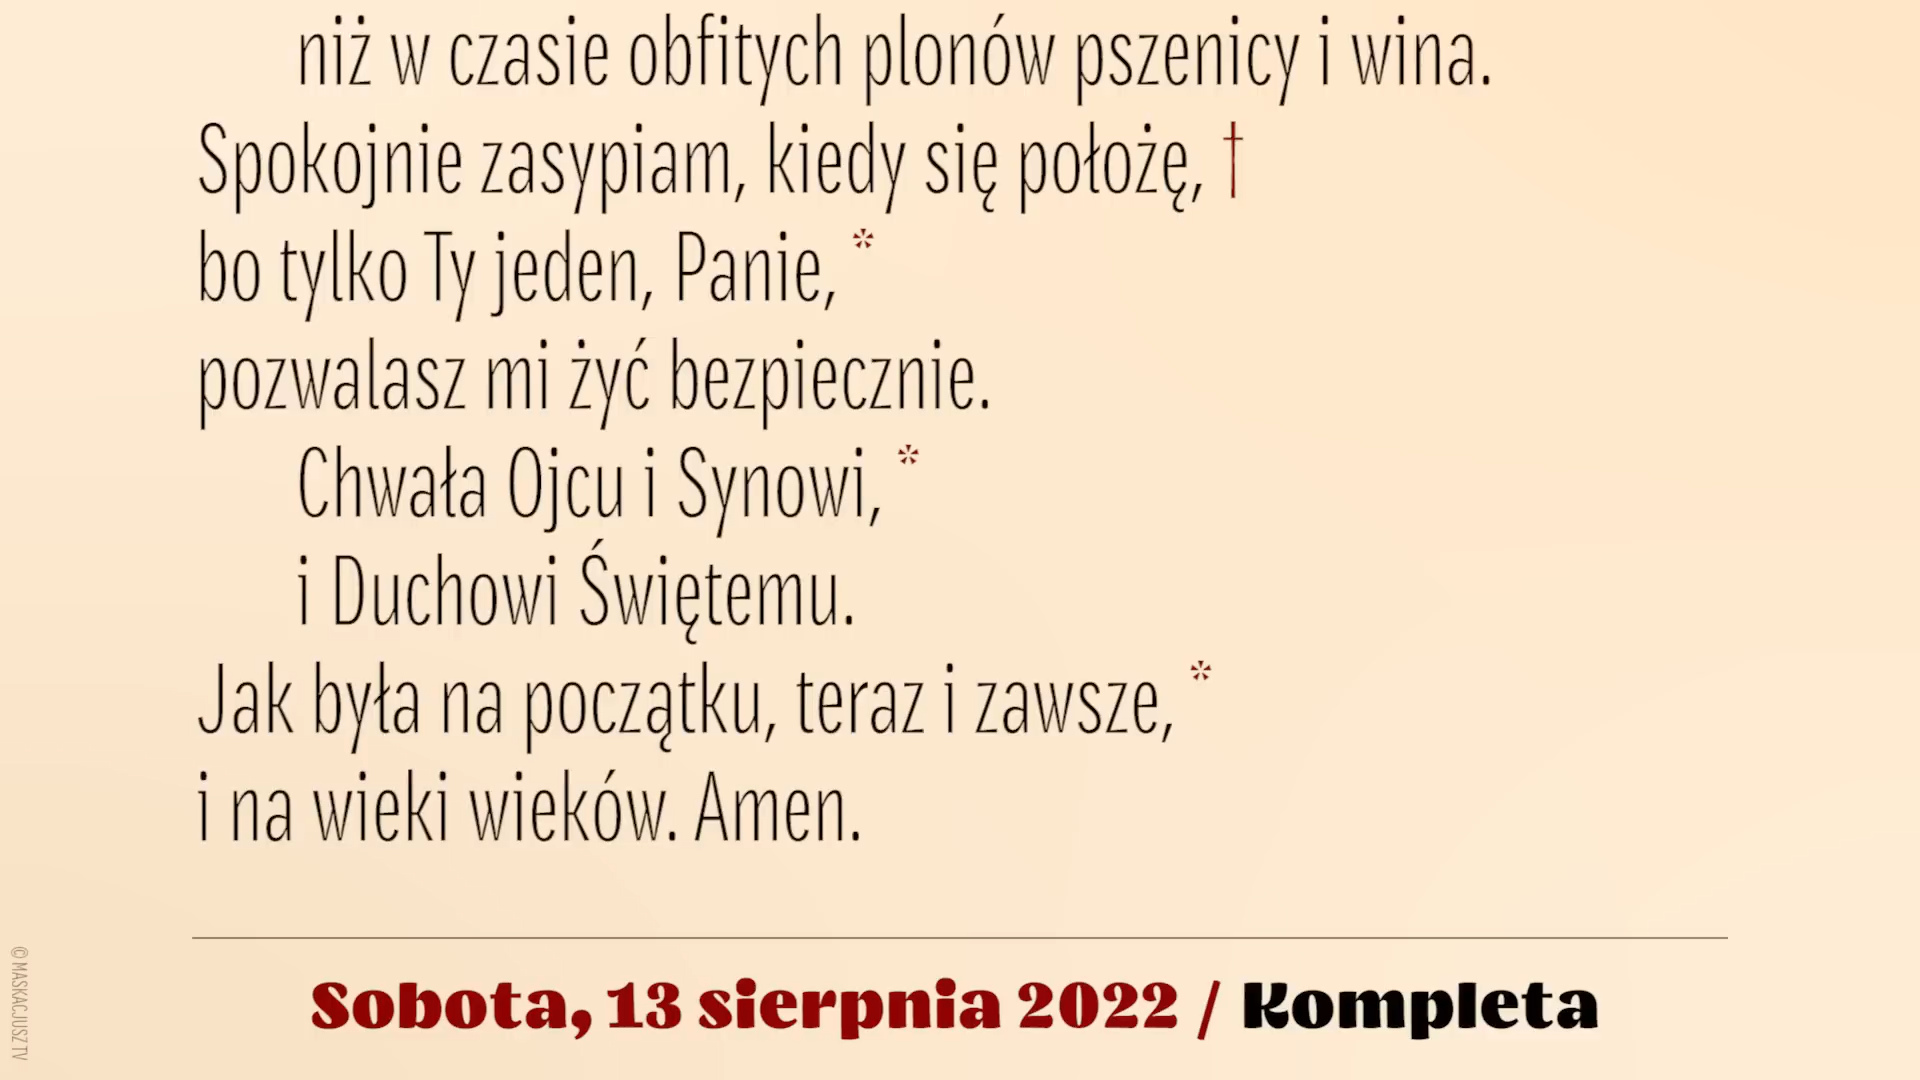 niż w czasie obfitych plonów pszenicy i wina.
Spokojnie zasypiam, kiedy się położę, †
bo tylko Ty jeden, Panie, *
pozwalasz mi żyć bezpiecznie.
Chwała Ojcu i Synowi, *
i Duchowi Świętemu.
Jak była na początku, teraz i zawsze, *
i na wieki wieków. Amen.
Sobota, 13 sierpnia 2022 / Kompleta
© MASKACJUSZ TV